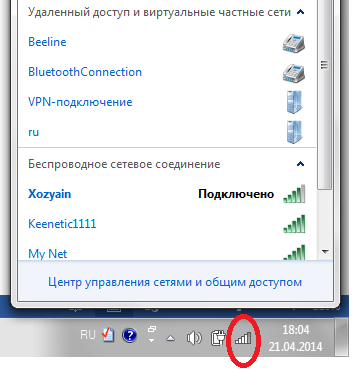 Удаленный доступ и виртуальные частные сети
Beeline
BluetoothConnection
VPN-подключение
ru
Беспроводное сетевое соединение
Xozyain Подключено
Keenetic1111
My Net
Центр управления сетями и общим доступом
RU ? 18:04
21.04.2014